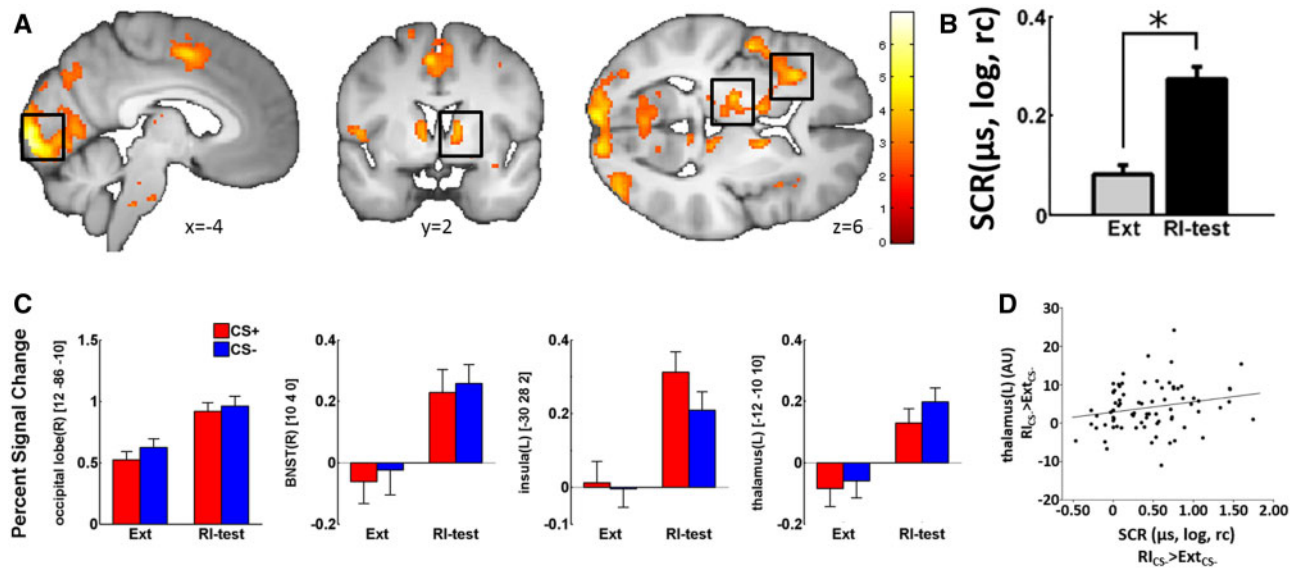 A
x=-4
y=2
z=6
6
5
4
3
2
1
0
B
SCR(µs, log, rc)
0.4
0.2
0
*
Ext RI-test
C
Percent Signal Change
occipital lobe(R) [12 -86 -10]
1.5
1
0.5
0
CS+
CS-
Ext RI-test
BNST(R) [10 4 0]
0.4
0.2
0
-0.2
Ext RI-test
insula(L) [-30 28 2]
0.4
0.2
0
-0.1
Ext RI-test
thalamus(L) [-12 -10 10]
0.4
0.2
0
-0.2
Ext RI-test
D
thalamus(L) (AU)
RICS->ExtCS-
30
20
10
0
-10
-20
-0.50 0 0.50 1.00 1.50 2.00
SCR (µs, log, rc)
RICS->ExtCS-